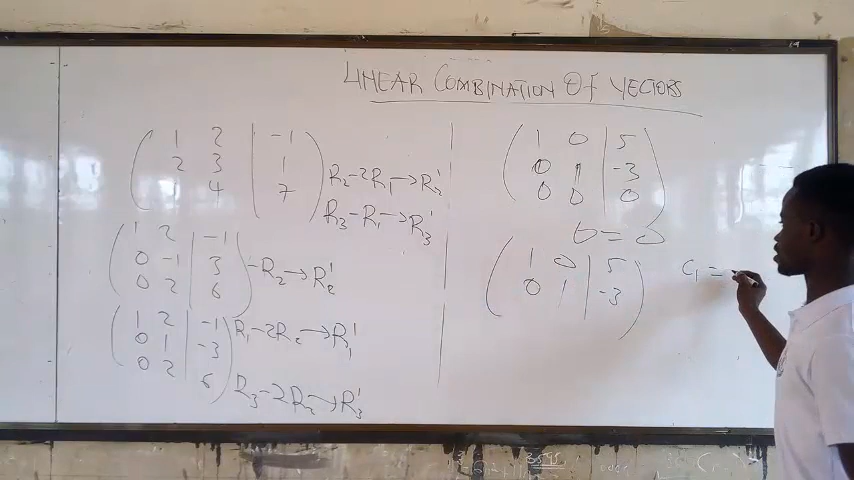 LINEAR COMBINATION Of VECTORS
1 2 | -1
2 3 | 1
1 4 | 7
R₂-2R₁→R₂'
R₃-R₁→R₃'
1 2 | -1
0 -1 | 3
0 2 | 6
-R₂→R₂'
1 2 | -1
0 1 | -3
0 2 | 6
R₁-2R₂→R₁'
R₃-2R₂→R₃'
1 0 | 5
0 1 | -3
0 0 | 0
0=0
1 0 | 5
0 1 | -3
C₁=